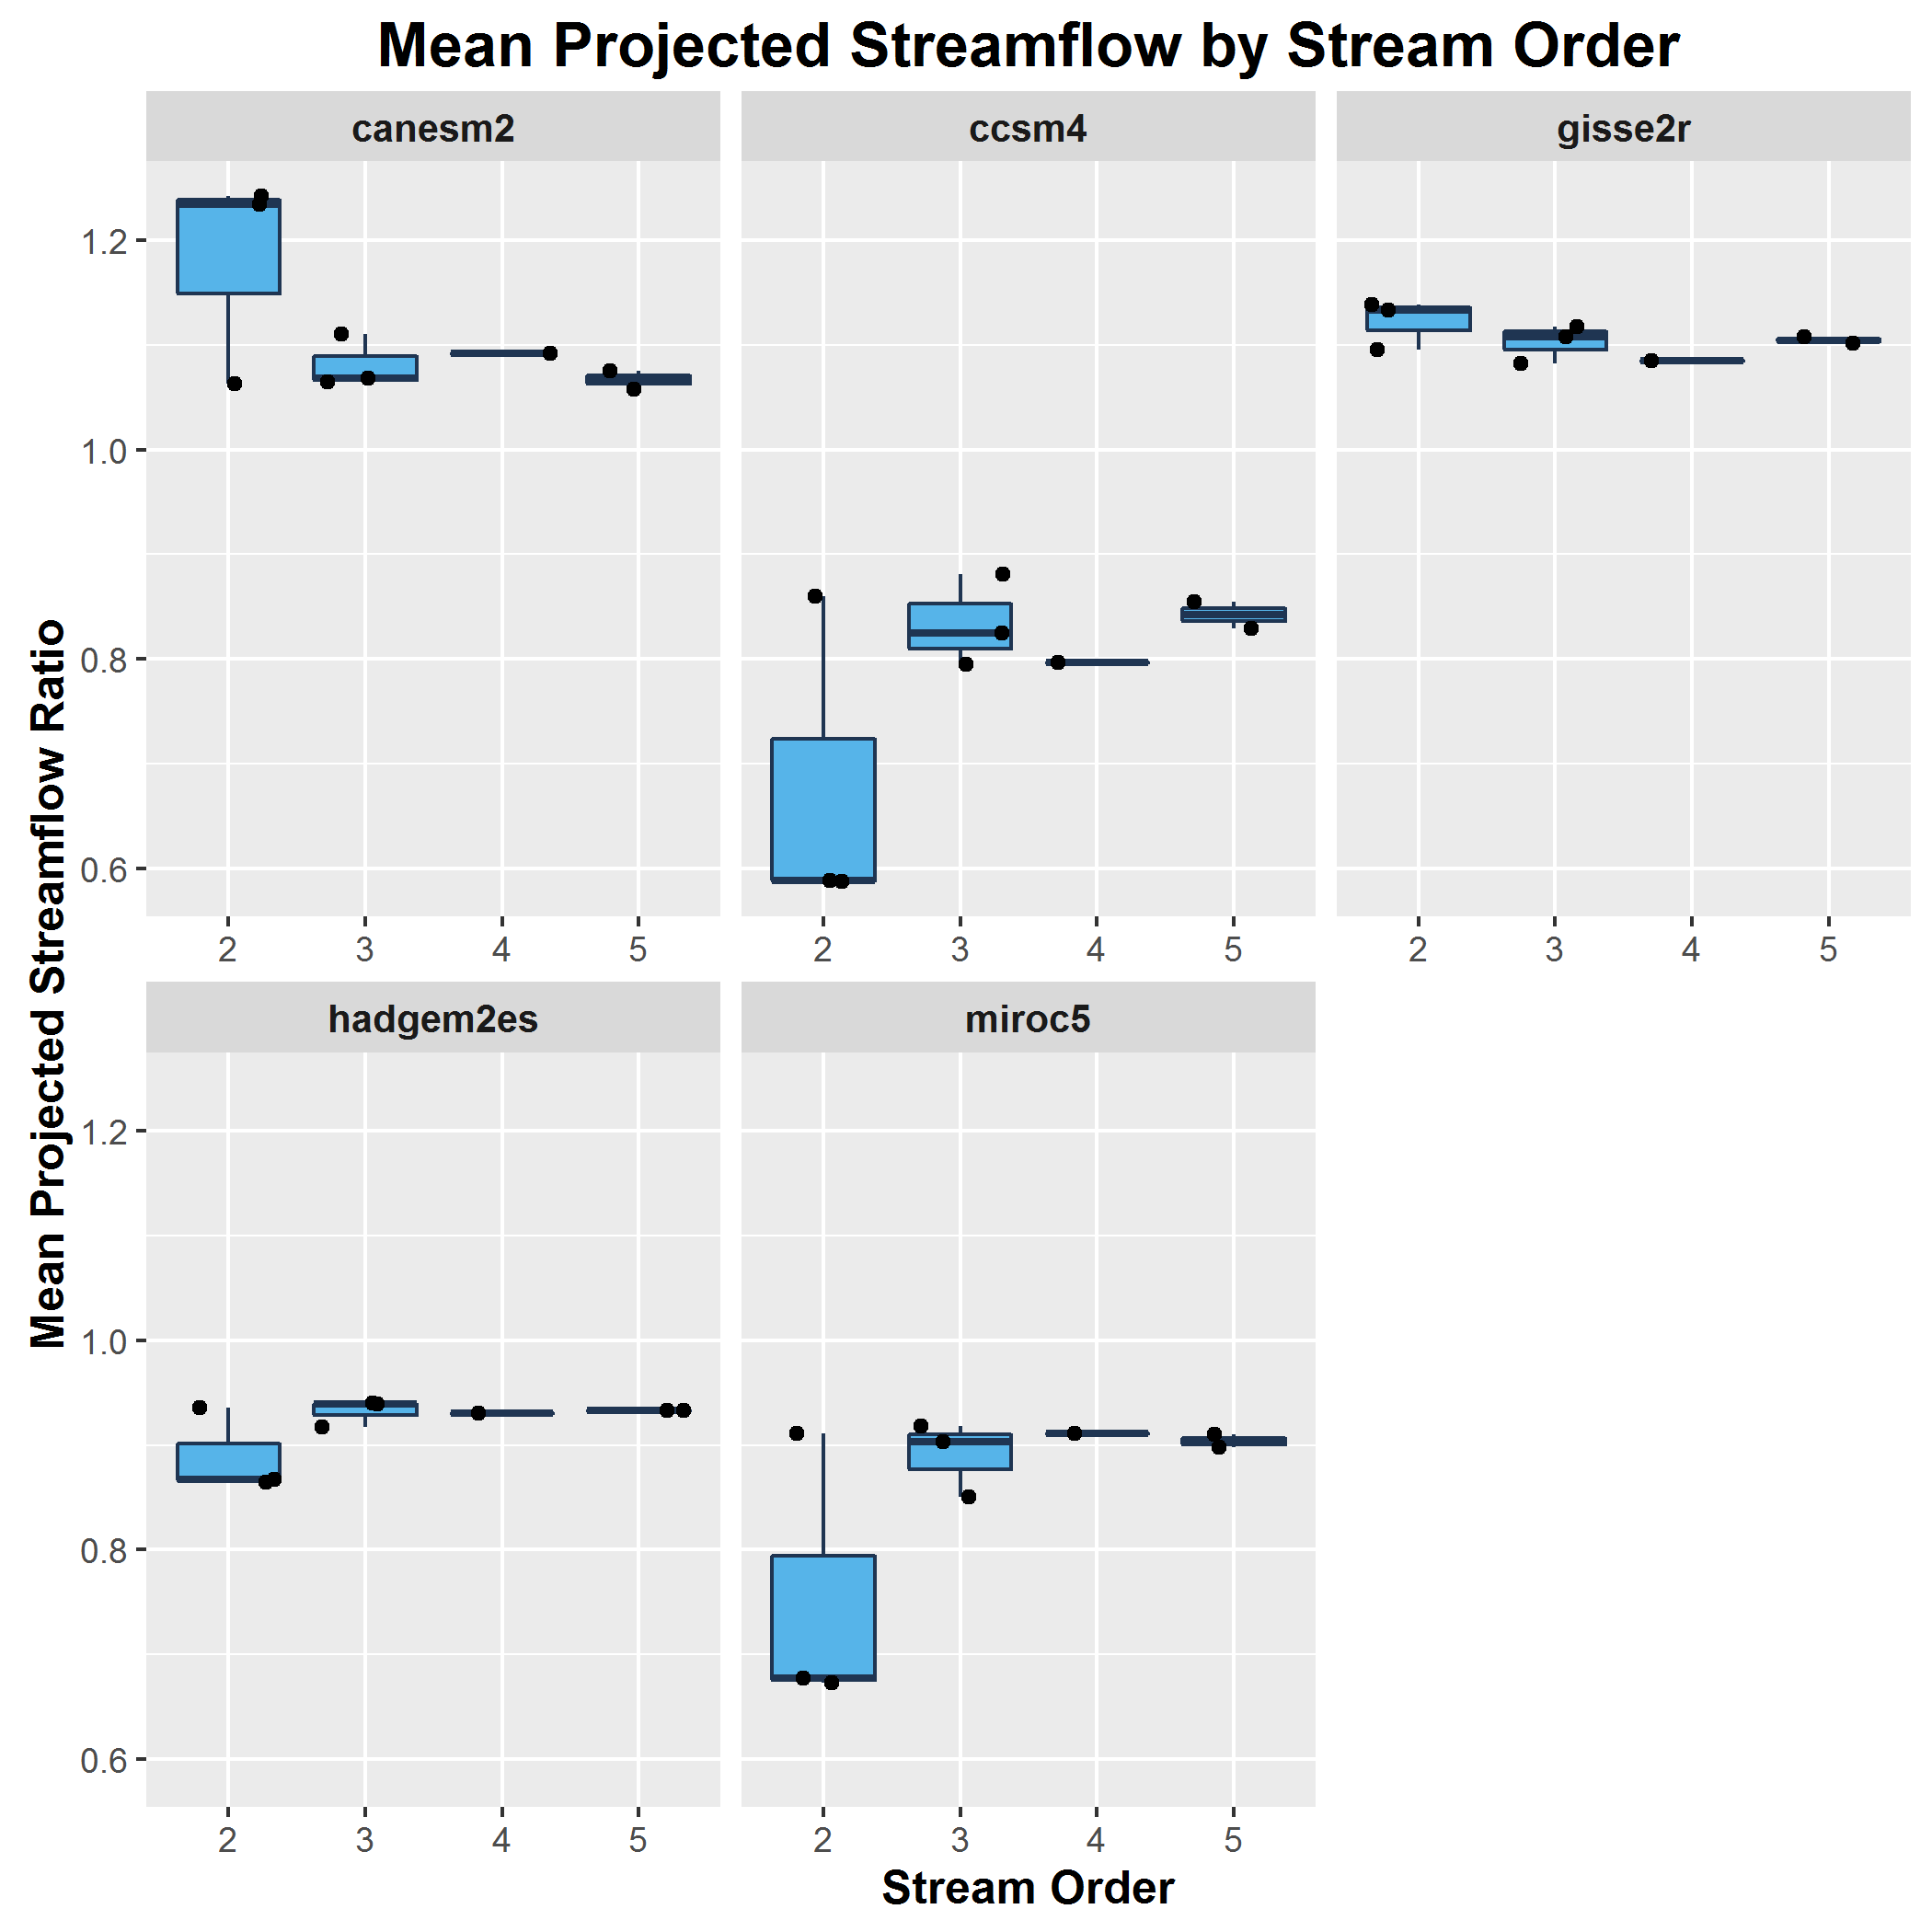 Mean Projected Streamflow by Stream Order
canesm2
ccsm4
gisse2r
1.2
1.0
0.8
0.6
2 3 4 5
2 3 4 5
2 3 4 5
Mean Projected Streamflow Ratio
hadgem2es
miroc5
1.2
1.0
0.8
0.6
2 3 4 5
2 3 4 5
Stream Order